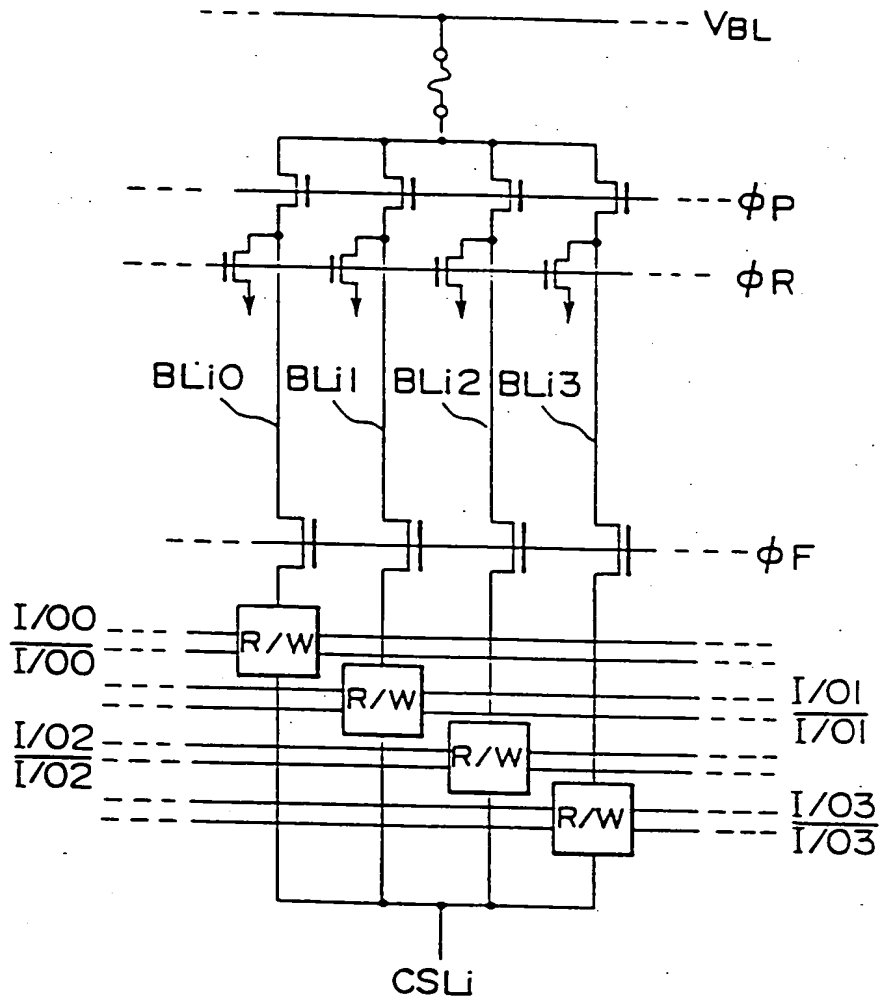 VBL
ϕP
ϕR
BLi0 BLi1 BLi2 BLi3
ϕF
I/O0
I/O0
R/W
R/W
I/O1
I/O1
I/O2
I/O2
R/W
R/W
I/O3
I/O3
CSLi